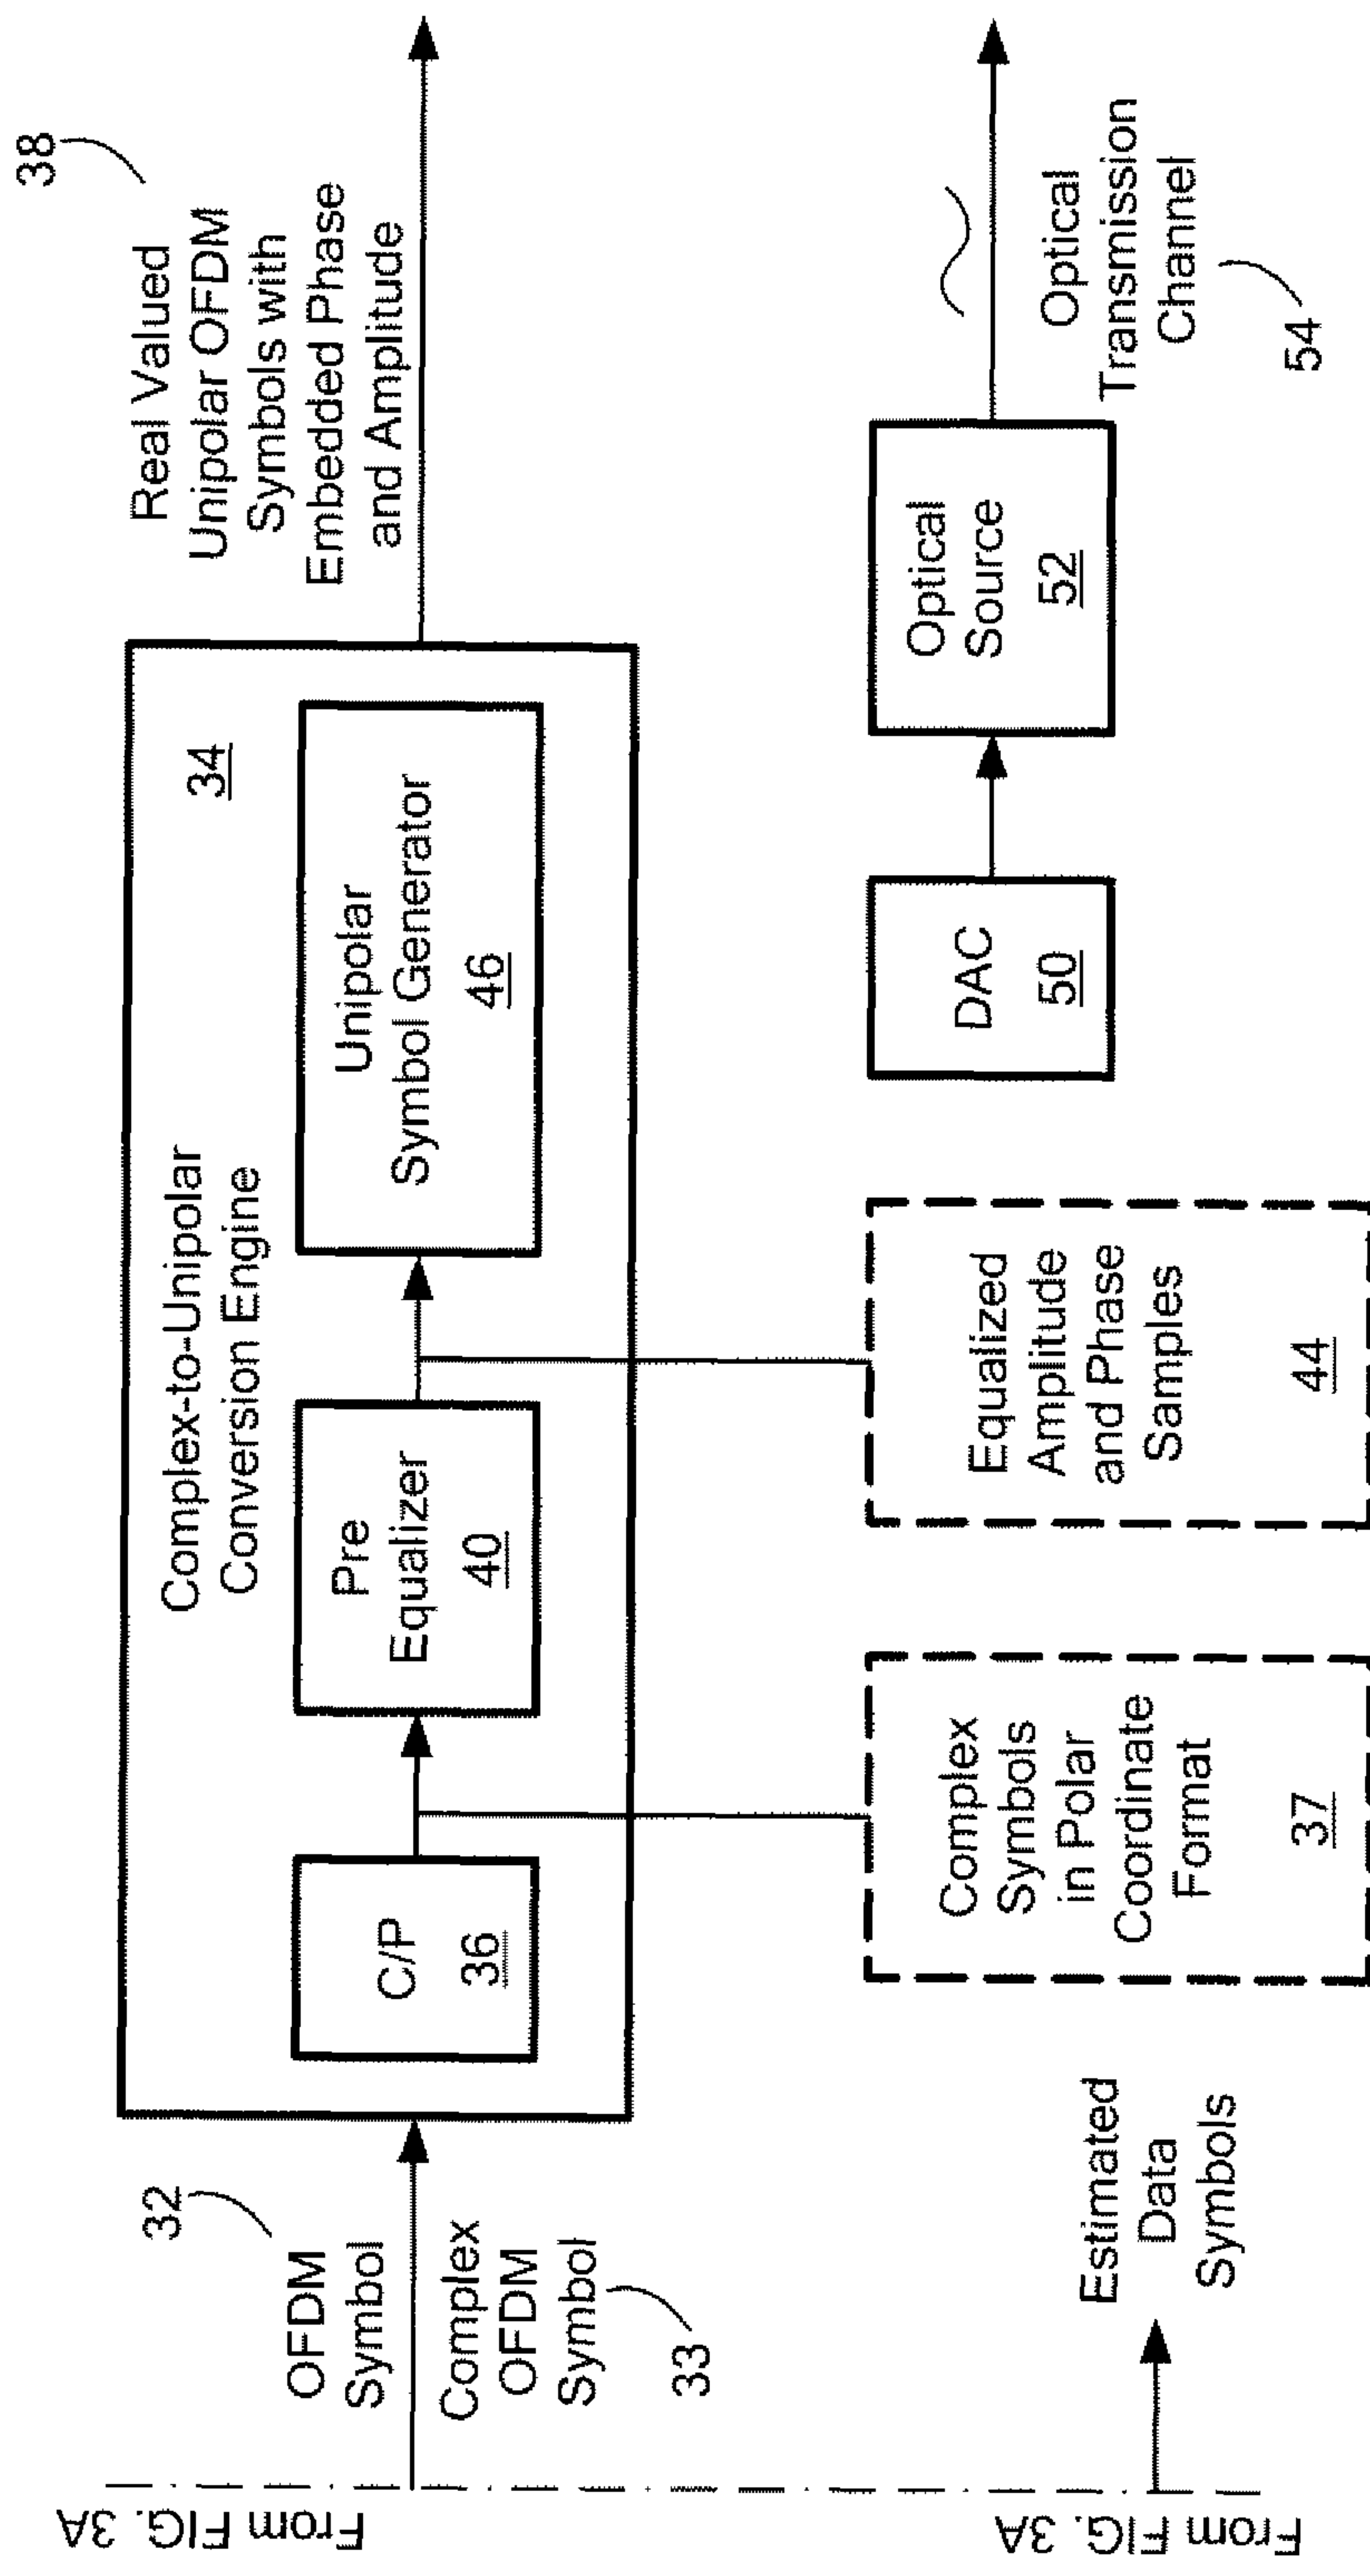 From FIG. 3A
32
OFDM
Symbol
Complex
OFDM
Symbol
33
Complex-to-Unipolar
Conversion Engine
34
C/P
36
Pre
Equalizer
40
Unipolar
Symbol Generator
46
38
Real Valued
Unipolar OFDM
Symbols with
Embedded Phase
and Amplitude
From FIG. 3A
Estimated
Data
Symbols
Complex
Symbols
in Polar
Coordinate
Format
37
Equalized
Amplitude
and Phase
Samples
44
DAC
50
Optical
Source
52
Optical
Transmission
Channel
54